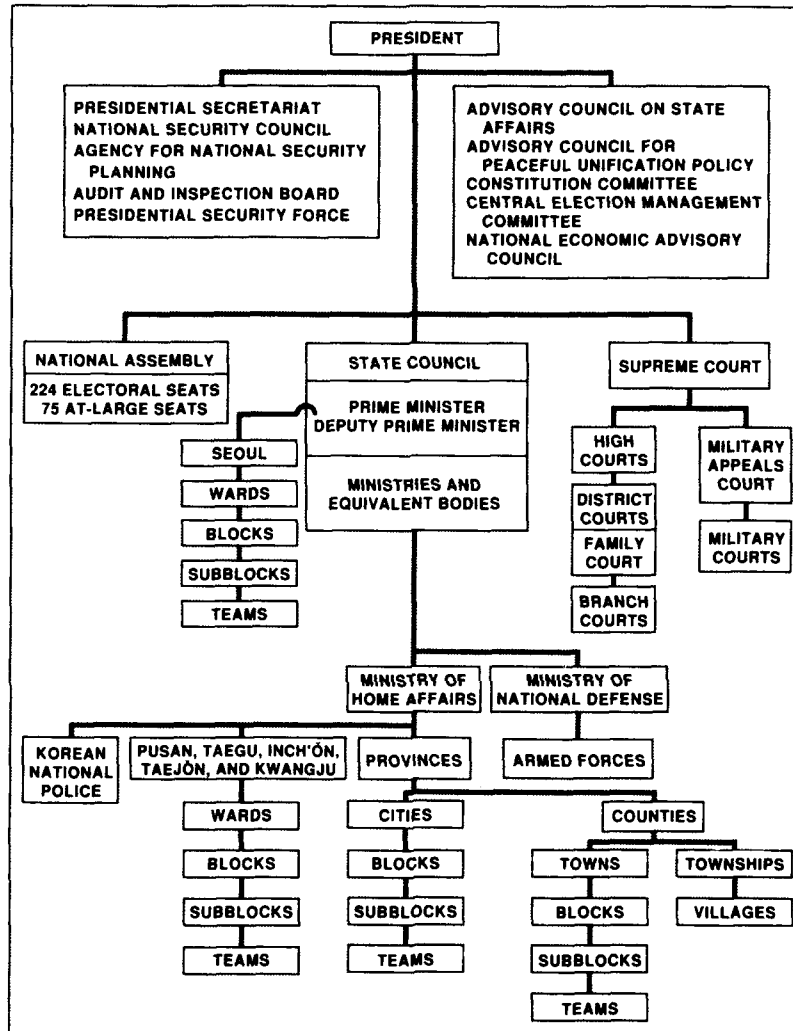 PRESIDENT
PRESIDENTIAL SECRETARIAT
NATIONAL SECURITY COUNCIL
AGENCY FOR NATIONAL SECURITY
PLANNING
AUDIT AND INSPECTION BOARD
PRESIDENTIAL SECURITY FORCE
ADVISORY COUNCIL ON STATE
AFFAIRS
ADVISORY COUNCIL FOR
PEACEFUL UNIFICATION POLICY
CONSTITUTION COMMITTEE
CENTRAL ELECTION MANAGEMENT
COMMITTEE
NATIONAL ECONOMIC ADVISORY
COUNCIL
NATIONAL ASSEMBLY
224 ELECTORAL SEATS
75 AT-LARGE SEATS
STATE COUNCIL
PRIME MINISTER
DEPUTY PRIME MINISTER
MINISTRIES AND
EQUIVALENT BODIES
SEOUL
WARDS
BLOCKS
SUBBLOCKS
TEAMS
SUPREME COURT
HIGH
COURTS
DISTRICT
COURTS
FAMILY
COURT
BRANCH
COURTS
MILITARY
APPEALS
COURT
MILITARY
COURTS
MINISTRY OF
HOME AFFAIRS
MINISTRY OF
NATIONAL DEFENSE
KOREAN
NATIONAL
POLICE
PUSAN, TAEGU, INCH'ŎN,
TAEJŎN, AND KWANGJU
PROVINCES
ARMED FORCES
WARDS
BLOCKS
SUBBLOCKS
TEAMS
CITIES
BLOCKS
SUBBLOCKS
TEAMS
COUNTIES
TOWNS
BLOCKS
SUBBLOCKS
TEAMS
TOWNSHIPS
VILLAGES